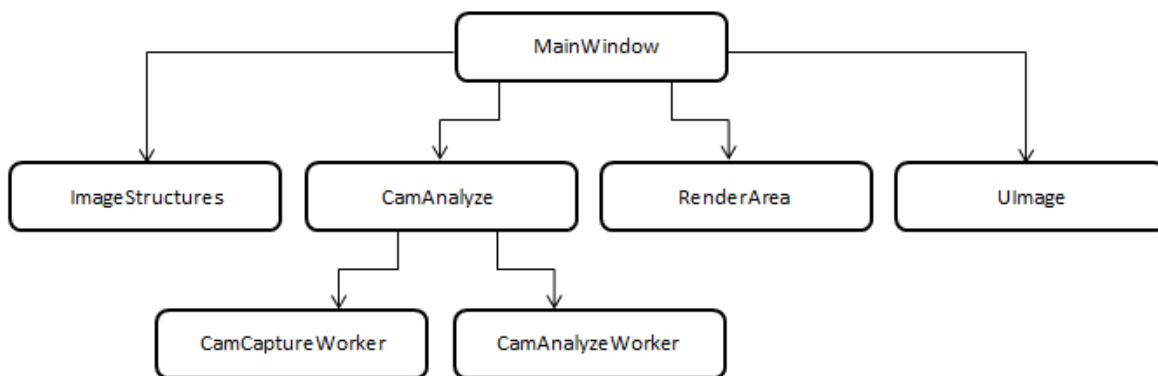 MainWindow
ImageStructures
CamAnalyze
RenderArea
UImage
CamCaptureWorker
CamAnalyzeWorker